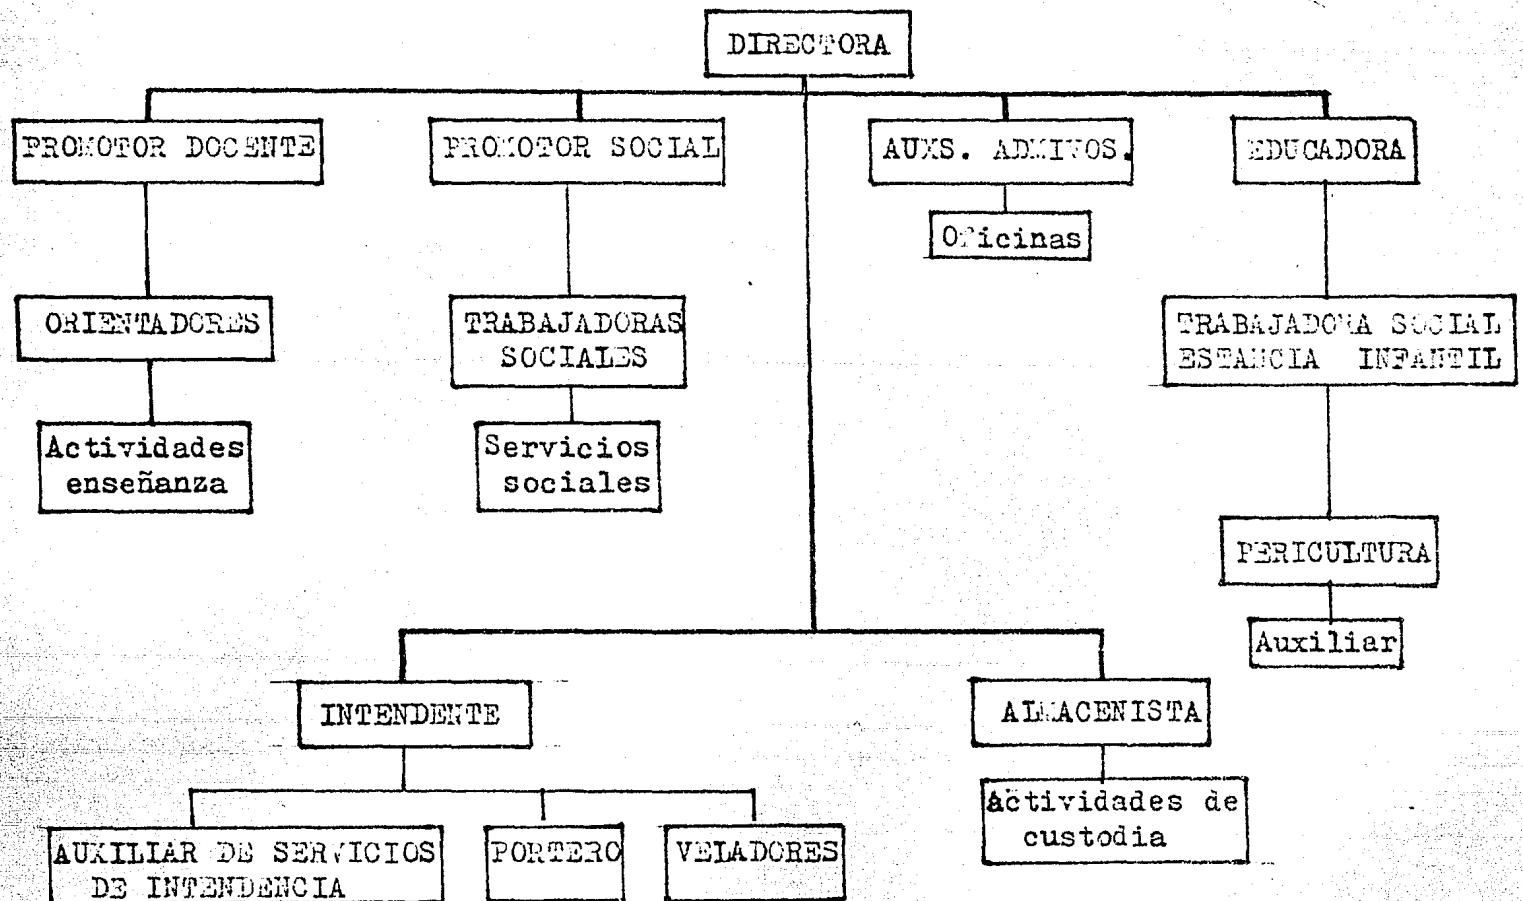 DIRECTORA
PROMOTOR DOCENTE
PROMOTOR SOCIAL
AUXS. ADMIVOS.
EDUCADORA
Oficinas
ORIENTADORES
TRABAJADORAS
SOCIALES
TRABAJADORA SOCIAL
ESTANCIA INFANTIL
Actividades
enseñanza
Servicios
sociales
PERICULTURA
Auxiliar
INTENDENTE
ALMACENISTA
Actividades de
custodia
AUXILIAR DE SERVICIOS
DE INTENDENCIA
PORTERO
VELADORES